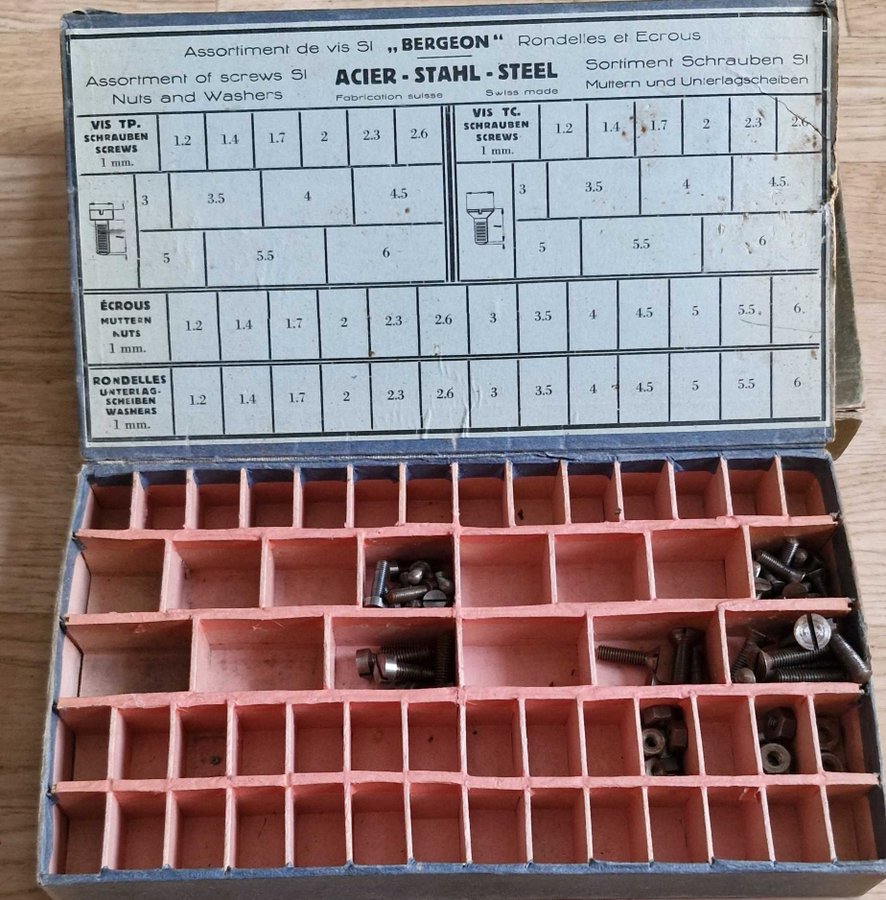 Assortiment de vis SI „BERGEON“ Rondelles et Ecrous
Assortment of screws SI ACIER - STAHL - STEEL Sortiment Schrauben SI
Nuts and Washers Fabrication suisse Swiss made Muttern und Unterlagscheiben
VIS TP.
SCHRAUBEN
SCREWS
1 mm.
1.2 1.4 1.7 2 2.3 2.6
3 3.5 4 4.5
5 5.5 6
VIS TC.
SCHRAUBEN
SCREWS
1 mm.
1.2 1.4 1.7 2 2.3 2.6
3 3.5 4 4.5
5 5.5 6
ÉCROUS
MUTTERN
NUTS
1 mm.
1.2 1.4 1.7 2 2.3 2.6 3 3.5 4 4.5 5 5.5 6
RONDELLES
UNTERLAG-
SCHEIBEN
WASHERS
1 mm.
1.2 1.4 1.7 2 2.3 2.6 3 3.5 4 4.5 5 5.5 6